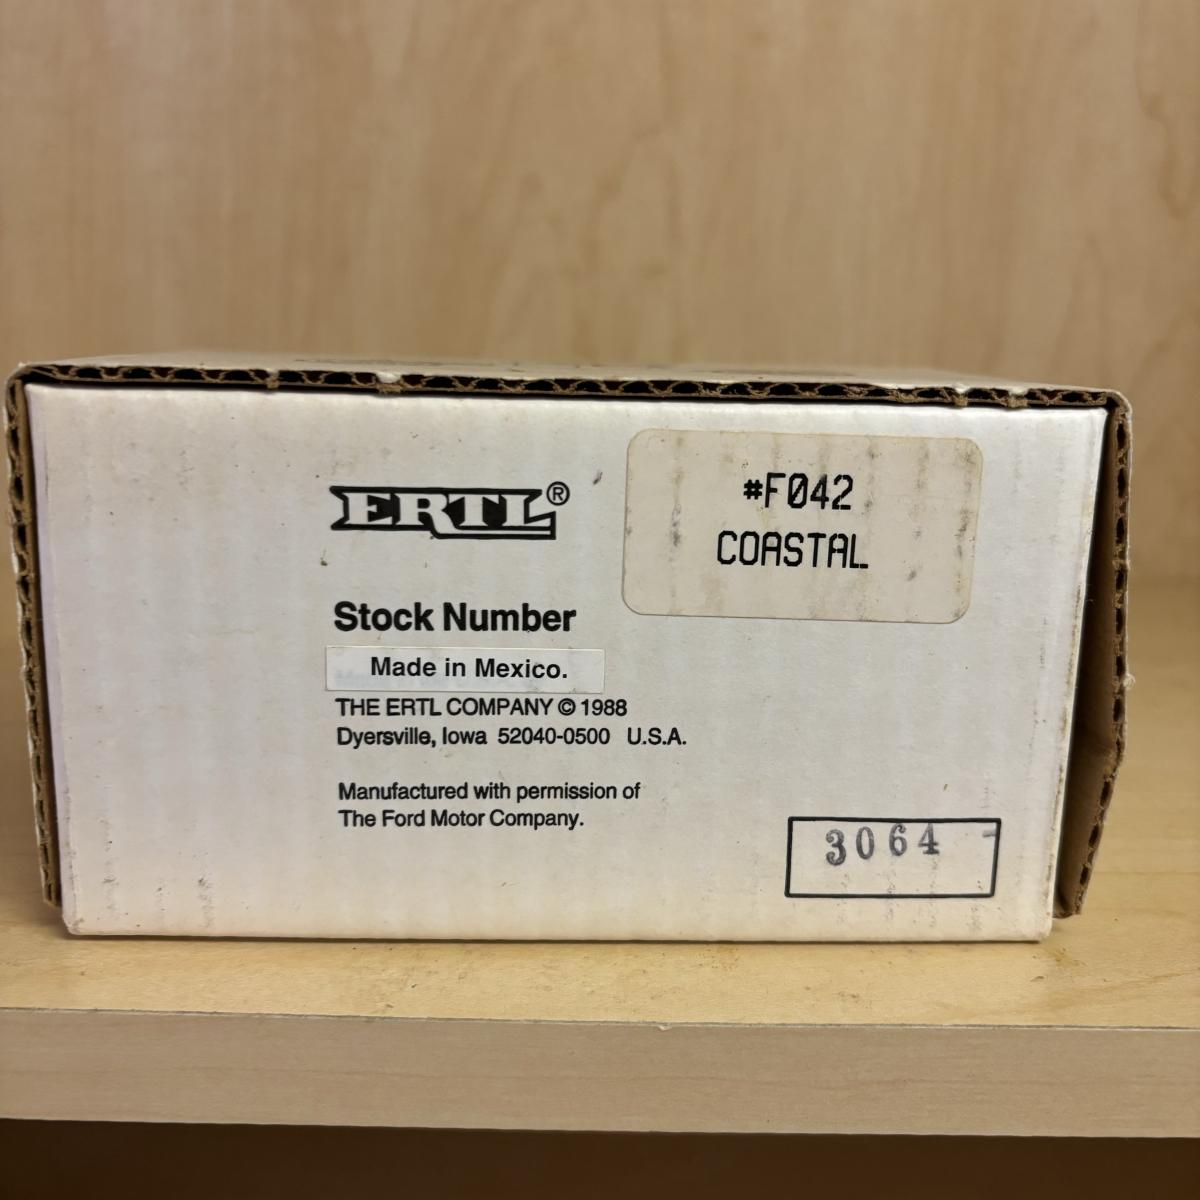 ERTL®
#F042
COASTAL
Stock Number
Made in Mexico.
THE ERTL COMPANY © 1988
Dyersville, Iowa 52040-0500 U.S.A.
Manufactured with permission of
The Ford Motor Company.
3064